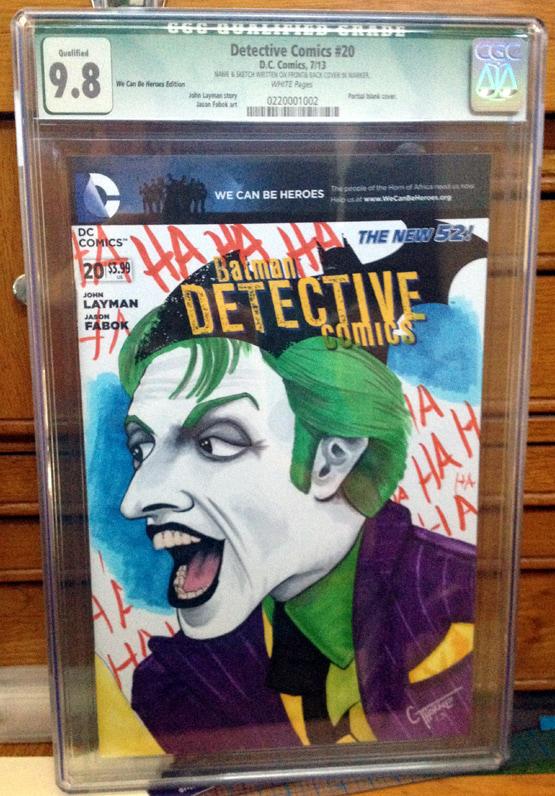 CGC QUALIFIED GRADE
Qualified
9.8
We Can Be Heroes Edition
Detective Comics #20
D.C. Comics, 7/13
NAME & SKETCH WRITTEN ON FRONT & BACK COVER IN MARKER.
WHITE Pages
John Layman story
Jason Fabok art
Partial blank cover.
0220001002
CGC
WE CAN BE HEROES
The people of the Horn of Africa need us now.
Help us at www.WeCanBeHeroes.org
DC
COMICS™
20 $3.99
US
JOHN
LAYMAN
JASON
FABOK
THE NEW 52!
HA HA HA HA
Batman
DETECTIVE
COMICS
HA
HA
HA H
HA
HA
HA
HA
HA